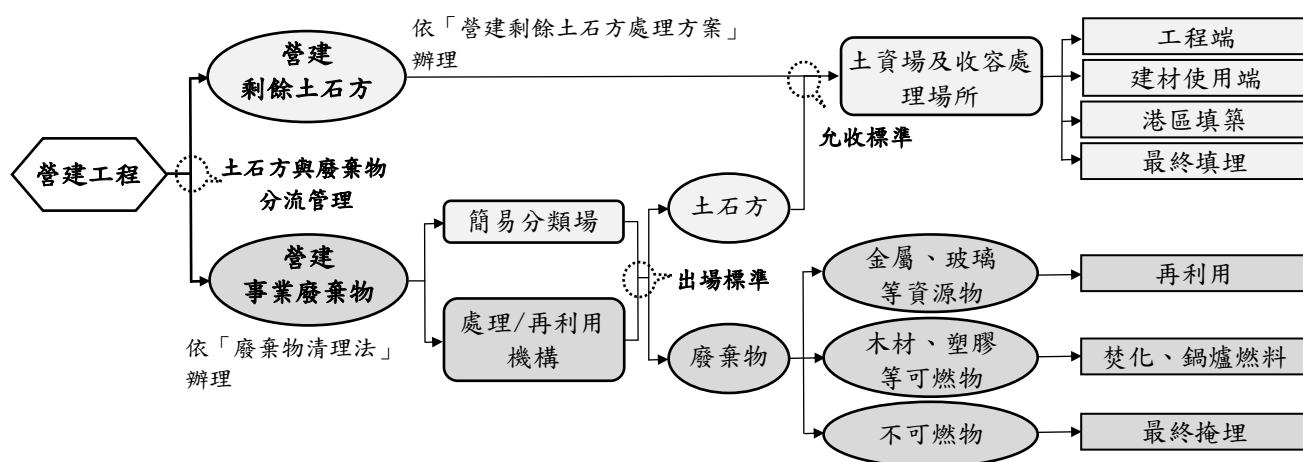 營建工程
土石方與廢棄物
分流管理
營建
剩餘土石方
依「營建剩餘土石方處理方案」
辦理
允收標準
土資場及收容處
理場所
工程端
建材使用端
港區填築
最終填埋
營建
事業廢棄物
依「廢棄物清理法」
辦理
簡易分類場
處理/再利用
機構
出場標準
土石方
廢棄物
金屬、玻璃
等資源物
再利用
木材、塑膠
等可燃物
焚化、鍋爐燃料
不可燃物
最終掩埋